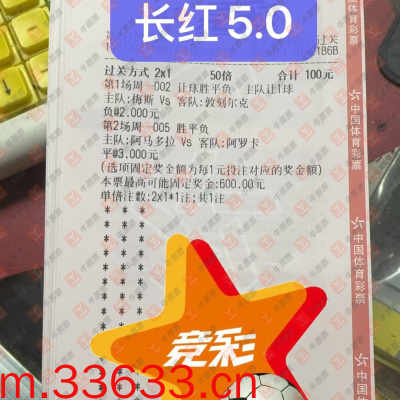 长红5.0
过关
186B
过关方式 2x1 50倍 合计 100元
第1场周一002 让球胜平负 主队让1球
主队:梅斯 Vs 客队:敦刻尔克
负@2.000元
第2场周一005 胜平负
主队:阿马多拉 Vs 客队:阿罗卡
平@3.000元
(选项固定奖金额为每1元投注对应的奖金额)
本票最高可能固定奖金:600.00元
单倍注数:2x1*1注;共1注
竞彩
m.33633.cn
中国体育彩票
中国体育彩票
中国体育彩票